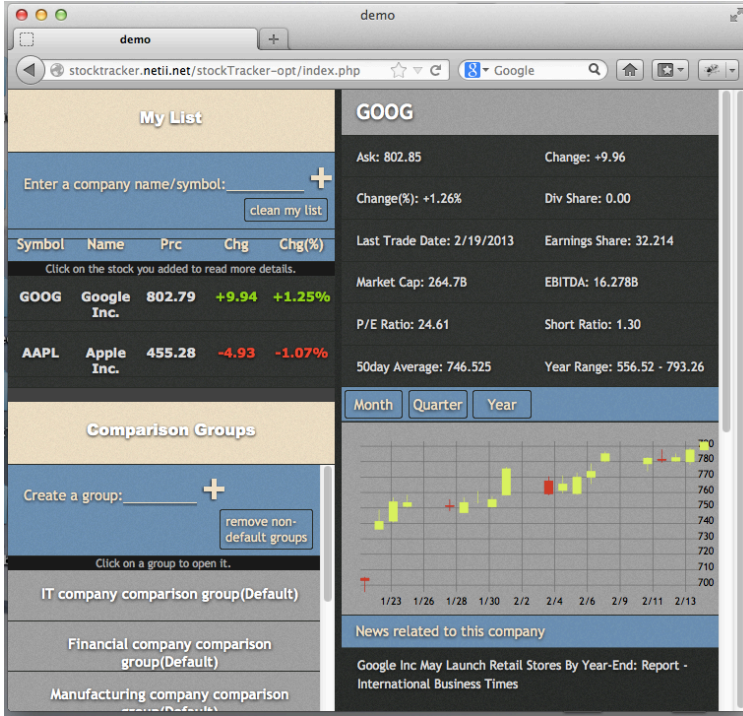 demo
demo
stocktracker.netii.net/stockTracker-opt/index.php
Google
My List
Enter a company name/symbol:__________
clean my list
Symbol Name Prc Chg Chg(%)
Click on the stock you added to read more details.
GOOG Google Inc. 802.79 +9.94 +1.25%
AAPL Apple Inc. 455.28 -4.93 -1.07%
Comparison Groups
Create a group:__________
remove non-
default groups
Click on a group to open it.
IT company comparison group(Default)
Financial company comparison
group(Default)
Manufacturing company comparison
group(Default)
GOOG
Ask: 802.85 Change: +9.96
Change(%): +1.26% Div Share: 0.00
Last Trade Date: 2/19/2013 Earnings Share: 32.214
Market Cap: 264.7B EBITDA: 16.278B
P/E Ratio: 24.61 Short Ratio: 1.30
50day Average: 746.525 Year Range: 556.52 - 793.26
Month Quarter Year
790
780
770
760
750
740
730
720
710
700
1/23 1/26 1/28 1/30 2/2 2/4 2/6 2/9 2/11 2/13
News related to this company
Google Inc May Launch Retail Stores By Year-End: Report -
International Business Times